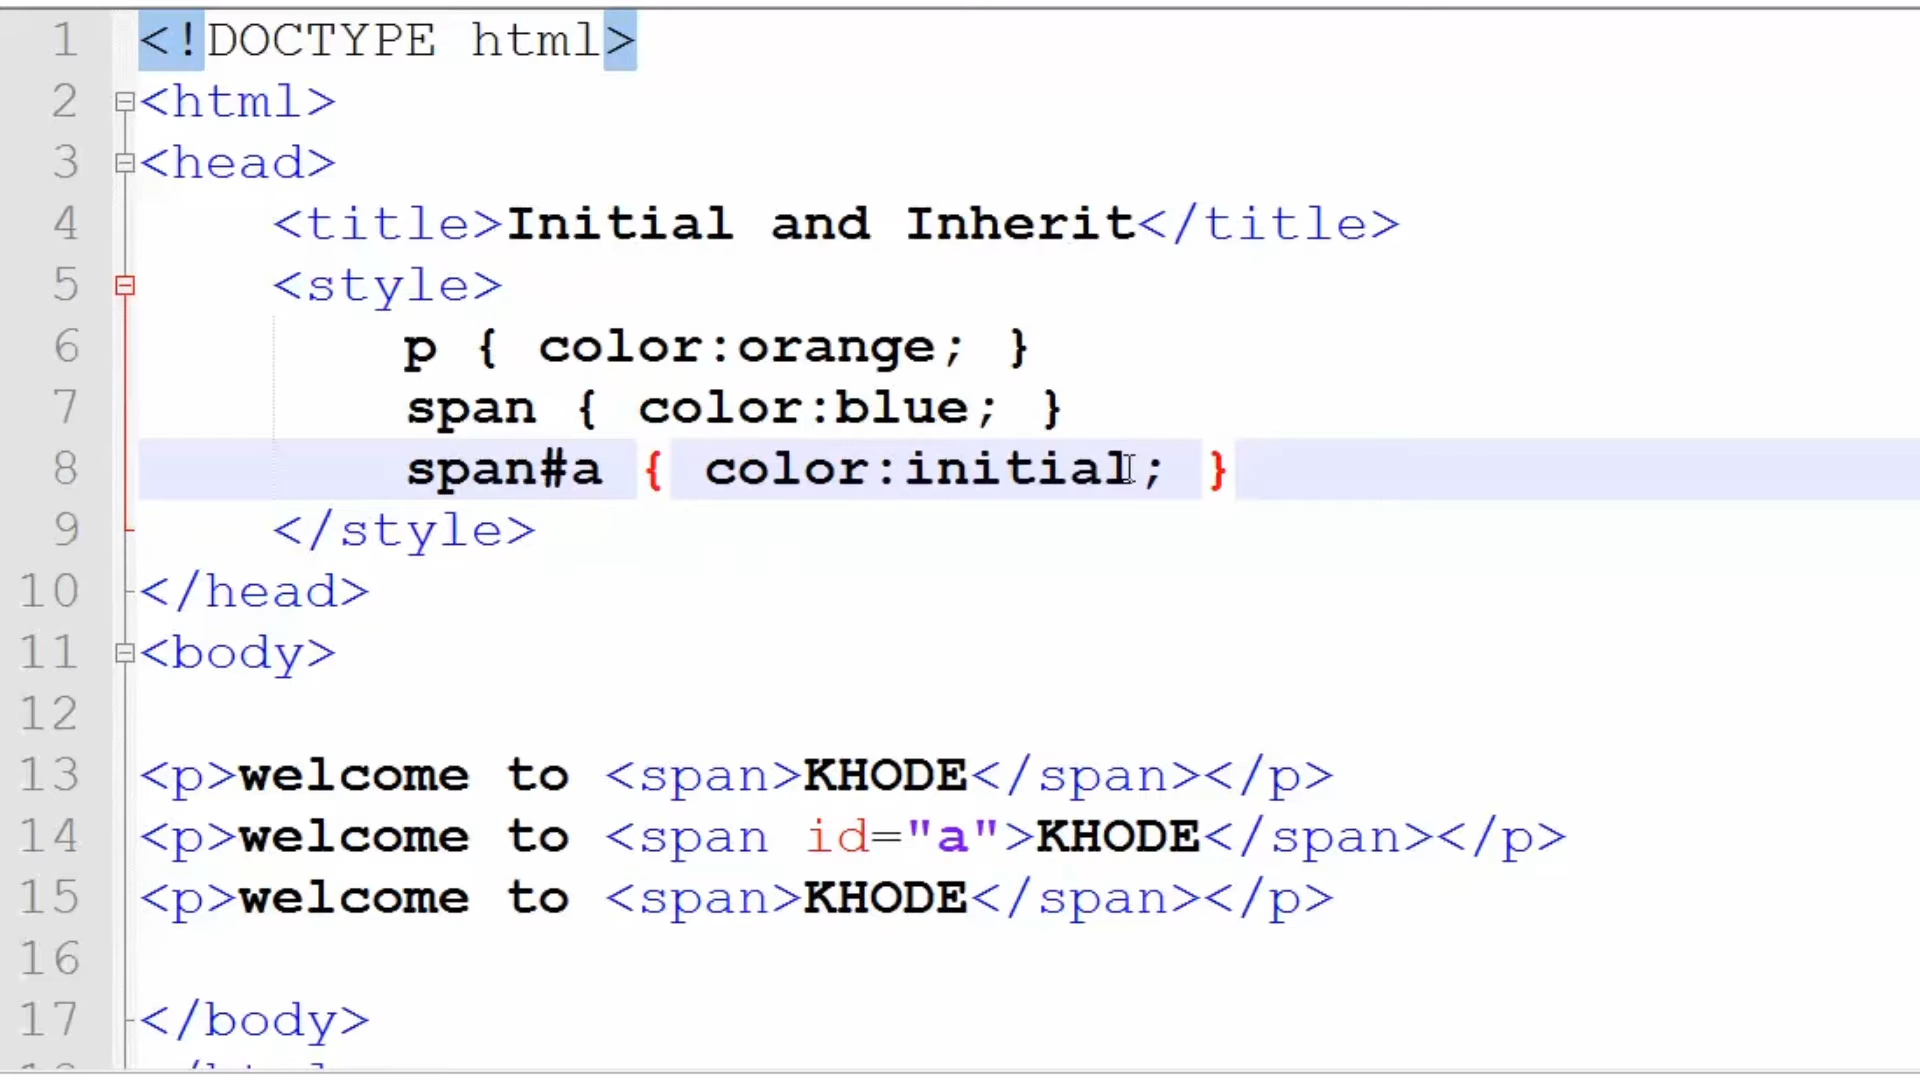 1 <!DOCTYPE html>
2 <html>
3 <head>
4 <title>Initial and Inherit</title>
5 <style>
6 p { color:orange; }
7 span { color:blue; }
8 span#a { color:initial; }
9 </style>
10 </head>
11 <body>
12
13 <p>welcome to <span>KHODE</span></p>
14 <p>welcome to <span id="a">KHODE</span></p>
15 <p>welcome to <span>KHODE</span></p>
16
17 </body>